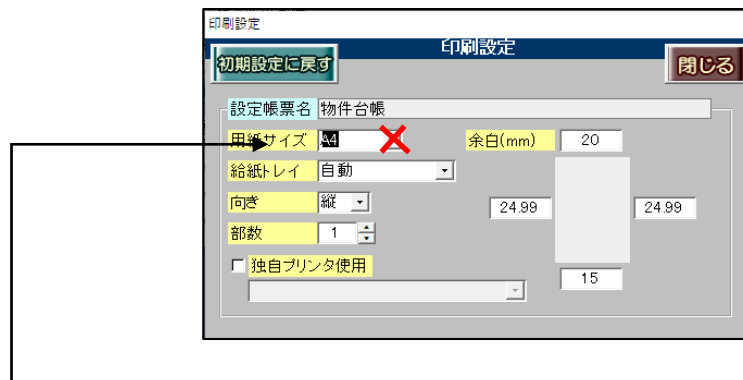 印刷設定
印刷設定
初期設定に戻す
閉じる
設定帳票名 物件台帳
用紙サイズ A4 余白(mm) 20
給紙トレイ 自動
向き 縦 24.99 24.99
部数 1
独自プリンタ使用 15